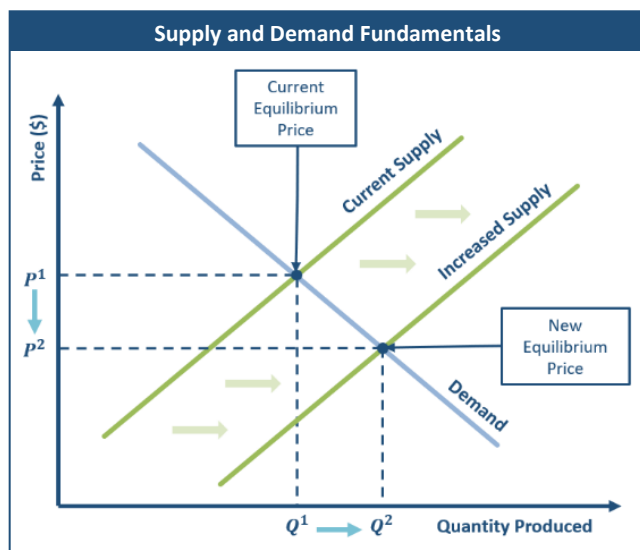 Supply and Demand Fundamentals
Current
Equilibrium
Price
Price ($)
Current Supply
Increased Supply
P¹
P²
New
Equilibrium
Price
Demand
Q¹
Q²
Quantity Produced